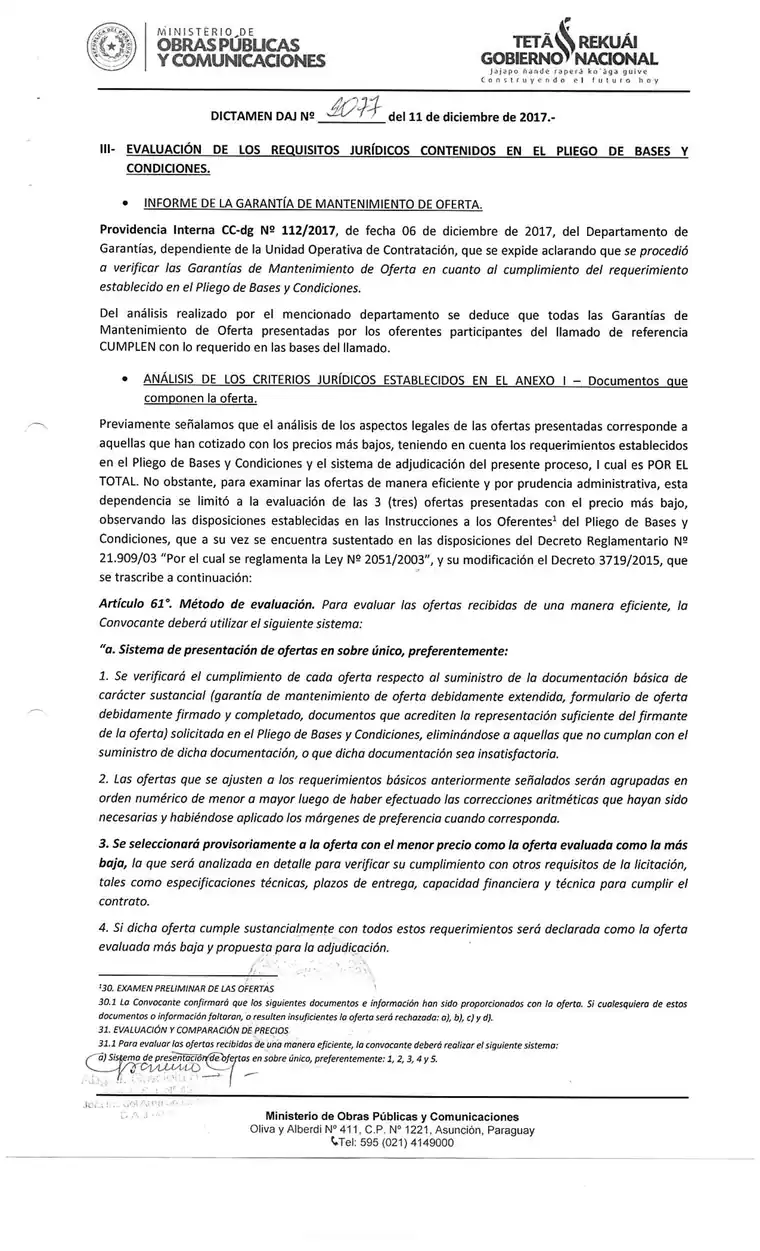 MINISTERIO DE
OBRAS PÚBLICAS
Y COMUNICACIONES
TETÃ REKUÁI
GOBIERNO NACIONAL
Jajapo ñande raperã ko'ãga guive
Construyendo el futuro hoy
DICTAMEN DAJ Nº 2077 del 11 de diciembre de 2017.-
III- EVALUACIÓN DE LOS REQUISITOS JURÍDICOS CONTENIDOS EN EL PLIEGO DE BASES Y
CONDICIONES.
• INFORME DE LA GARANTÍA DE MANTENIMIENTO DE OFERTA.
Providencia Interna CC-dg Nº 112/2017, de fecha 06 de diciembre de 2017, del Departamento de
Garantías, dependiente de la Unidad Operativa de Contratación, que se expide aclarando que se procedió
a verificar las Garantías de Mantenimiento de Oferta en cuanto al cumplimiento del requerimiento
establecido en el Pliego de Bases y Condiciones.
Del análisis realizado por el mencionado departamento se deduce que todas las Garantías de
Mantenimiento de Oferta presentadas por los oferentes participantes del llamado de referencia
CUMPLEN con lo requerido en las bases del llamado.
• ANÁLISIS DE LOS CRITERIOS JURÍDICOS ESTABLECIDOS EN EL ANEXO I – Documentos que
componen la oferta.
Previamente señalamos que el análisis de los aspectos legales de las ofertas presentadas corresponde a
aquellas que han cotizado con los precios más bajos, teniendo en cuenta los requerimientos establecidos
en el Pliego de Bases y Condiciones y el sistema de adjudicación del presente proceso, l cual es POR EL
TOTAL. No obstante, para examinar las ofertas de manera eficiente y por prudencia administrativa, esta
dependencia se limitó a la evaluación de las 3 (tres) ofertas presentadas con el precio más bajo,
observando las disposiciones establecidas en las Instrucciones a los Oferentes¹ del Pliego de Bases y
Condiciones, que a su vez se encuentra sustentado en las disposiciones del Decreto Reglamentario Nº
21.909/03 "Por el cual se reglamenta la Ley Nº 2051/2003", y su modificación el Decreto 3719/2015, que
se trascribe a continuación:
Artículo 61°. Método de evaluación. Para evaluar las ofertas recibidas de una manera eficiente, la
Convocante deberá utilizar el siguiente sistema:
"a. Sistema de presentación de ofertas en sobre único, preferentemente:
1. Se verificará el cumplimiento de cada oferta respecto al suministro de la documentación básica de
carácter sustancial (garantía de mantenimiento de oferta debidamente extendida, formulario de oferta
debidamente firmado y completado, documentos que acrediten la representación suficiente del firmante
de la oferta) solicitada en el Pliego de Bases y Condiciones, eliminándose a aquellas que no cumplan con el
suministro de dicha documentación, o que dicha documentación sea insatisfactoria.
2. Las ofertas que se ajusten a los requerimientos básicos anteriormente señalados serán agrupadas en
orden numérico de menor a mayor luego de haber efectuado las correcciones aritméticas que hayan sido
necesarias y habiéndose aplicado los márgenes de preferencia cuando corresponda.
3. Se seleccionará provisoriamente a la oferta con el menor precio como la oferta evaluada como la más
baja, la que será analizada en detalle para verificar su cumplimiento con otros requisitos de la licitación,
tales como especificaciones técnicas, plazos de entrega, capacidad financiera y técnica para cumplir el
contrato.
4. Si dicha oferta cumple sustancialmente con todos estos requerimientos será declarada como la oferta
evaluada más baja y propuesta para la adjudicación.
¹30. EXAMEN PRELIMINAR DE LAS OFERTAS
30.1 La Convocante confirmará que los siguientes documentos e información han sido proporcionados con la oferta. Si cualesquiera de estos
documentos o información faltaran, o resulten insuficientes la oferta será rechazada: a), b), c) y d).
31. EVALUACIÓN Y COMPARACIÓN DE PRECIOS
31.1 Para evaluar las ofertas recibidas de una manera eficiente, la convocante deberá realizar el siguiente sistema:
a) Sistema de presentación de ofertas en sobre único, preferentemente: 1, 2, 3, 4 y 5.
Ministerio de Obras Públicas y Comunicaciones
Oliva y Alberdi Nº 411, C.P. Nº 1221, Asunción, Paraguay
Tel: 595 (021) 4149000